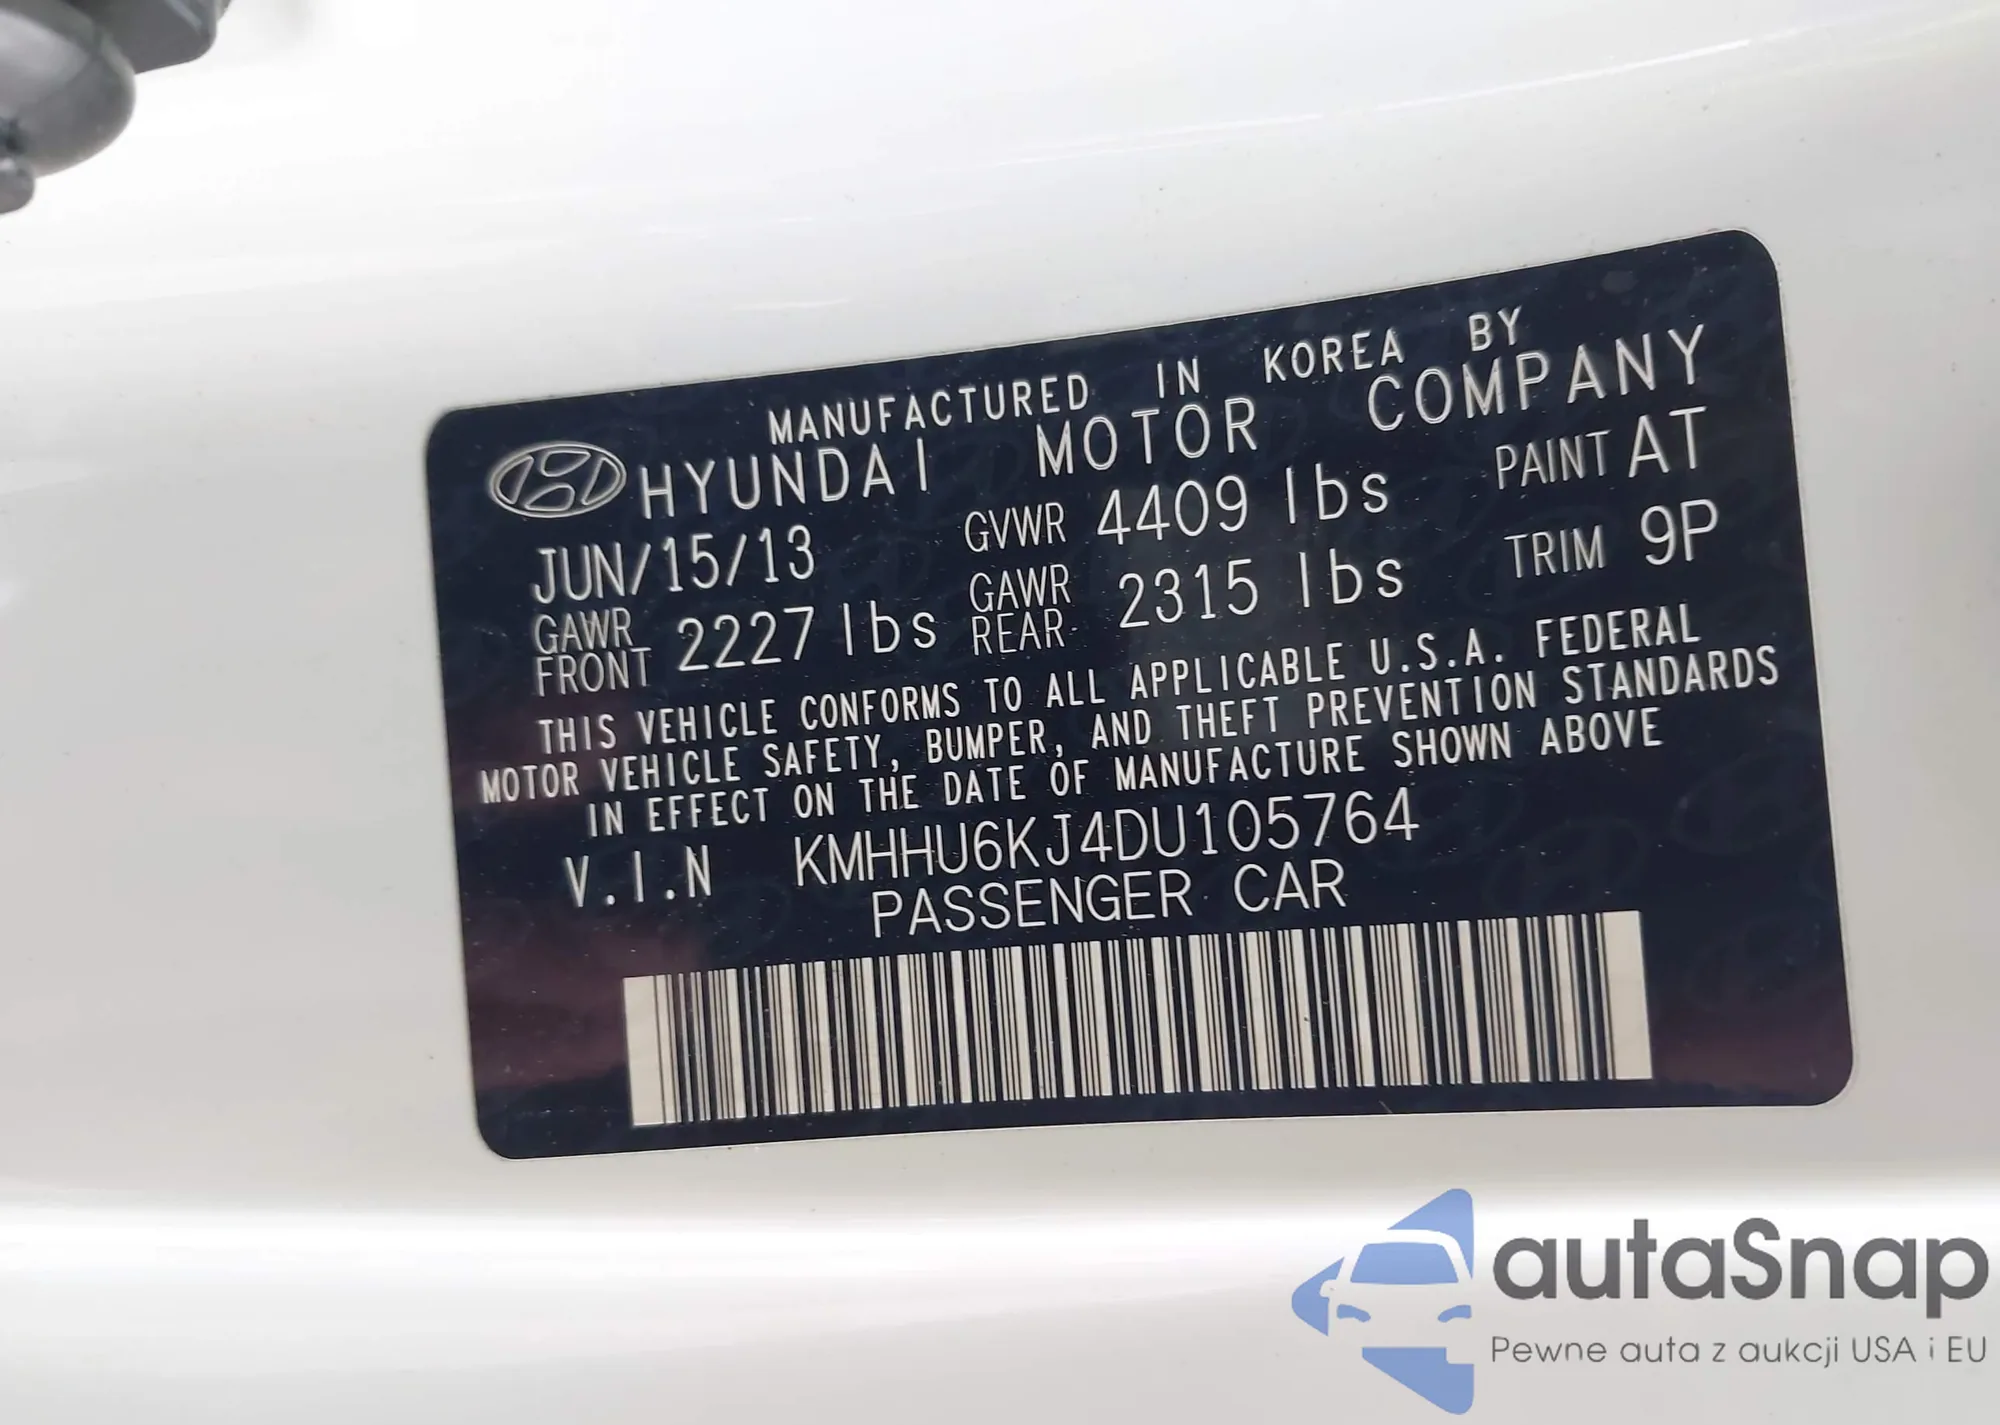 MANUFACTURED IN KOREA BY
HYUNDAI MOTOR COMPANY
JUN/15/13 GVWR 4409 lbs PAINT AT
GAWR FRONT 2227 lbs GAWR REAR 2315 lbs TRIM 9P
THIS VEHICLE CONFORMS TO ALL APPLICABLE U.S.A. FEDERAL
MOTOR VEHICLE SAFETY, BUMPER, AND THEFT PREVENTION STANDARDS
IN EFFECT ON THE DATE OF MANUFACTURE SHOWN ABOVE
V.I.N KMHHU6KJ4DU105764
PASSENGER CAR
autaSnap
Pewne auta z aukcji USA i EU